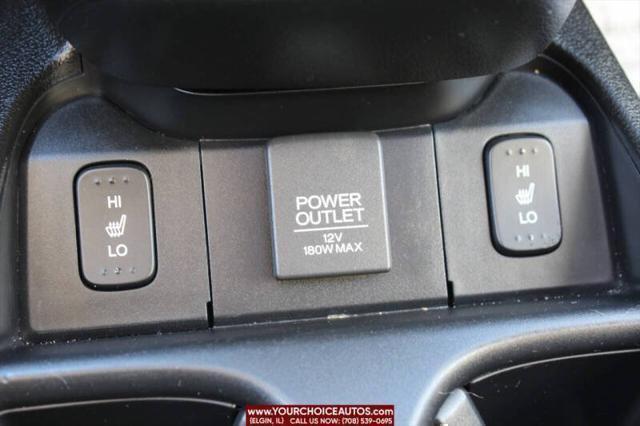 HI
LO
POWER
OUTLET
12V
180W MAX
HI
LO
WWW.YOURCHOICEAUTOS.COM
(ELGIN, IL) CALL US NOW: (708) 539-0695